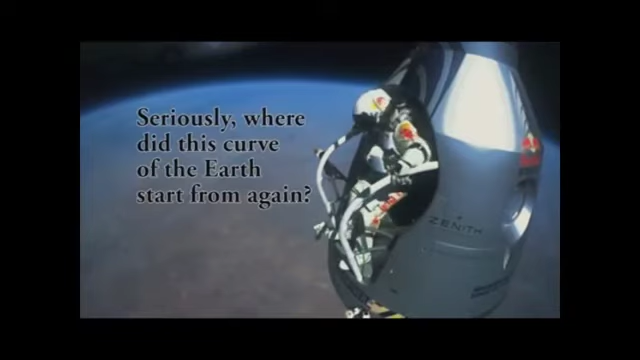 Seriously, where
did this curve
of the Earth
start from again?
ZENITH